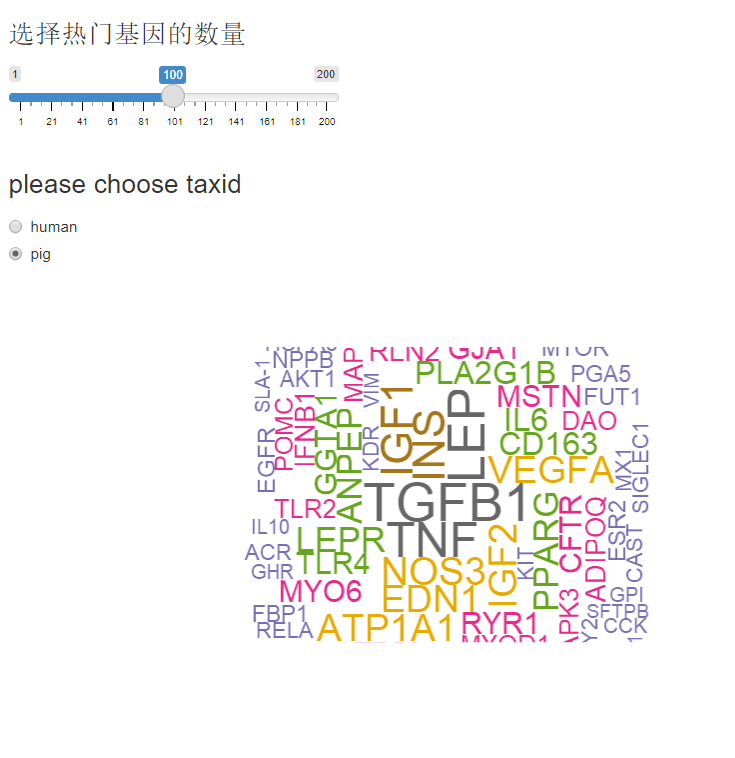 选择热门基因的数量
1 100 200
1 21 41 61 81 101 121 141 161 181 200
please choose taxid
human
pig
RLN2 GJA1 MTOR
NPPB
MAP
PLA2G1B
PGA5
AKT1
SLA-1
VIM
MSTN FUT1
IGF1
INS
LEP
IL6 DAO
POMC
IFNB1
GGTA1
ANPEP
KDR
CD163
EGFR
VEGFA
MX1
SIGLEC1
TGFB1
TLR2
IL10
LEPR
TNF
IGF2
KIT
PPARG
CFTR
ADIPOQ
ESR2
CAST
ACR
TLR4
GHR
NOS3
MYO6
EDN1
GPI
FBP1
SFTPB
RELA
ATP1A1
RYR1
CCK
MYOD1